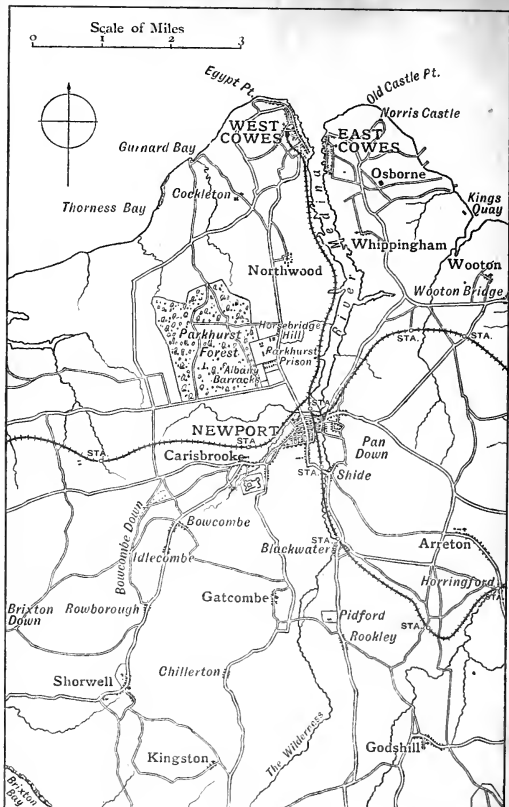 Scale of Miles
0 1 2 3
Egypt Pt.
Old Castle Pt.
Norris Castle
WEST
COWES
EAST
COWES
Gurnard Bay
Osborne
Cockleton
Kings
Quay
Thorness Bay
River Medina
Whippingham
Northwood
Wooton
Wooton Bridge
Parkhurst
Forest
Horsebridge
Hill
Parkhurst
Prison
Albany
Barracks
STA.
STA.
STA.
NEWPORT
STA.
STA.
Carisbrooke
Pan
Down
STA.
Shide
Bowcombe Down
Bowcombe
STA.
Idlecombe
Blackwater
Arreton
Horringford
STA.
Brixton
Down
Rowborough
Gatcombe
Pidford
STA.
Rookley
Shorwell
Chillerton
The Wilderness
Godshill
Kingston
Brixton
Bay